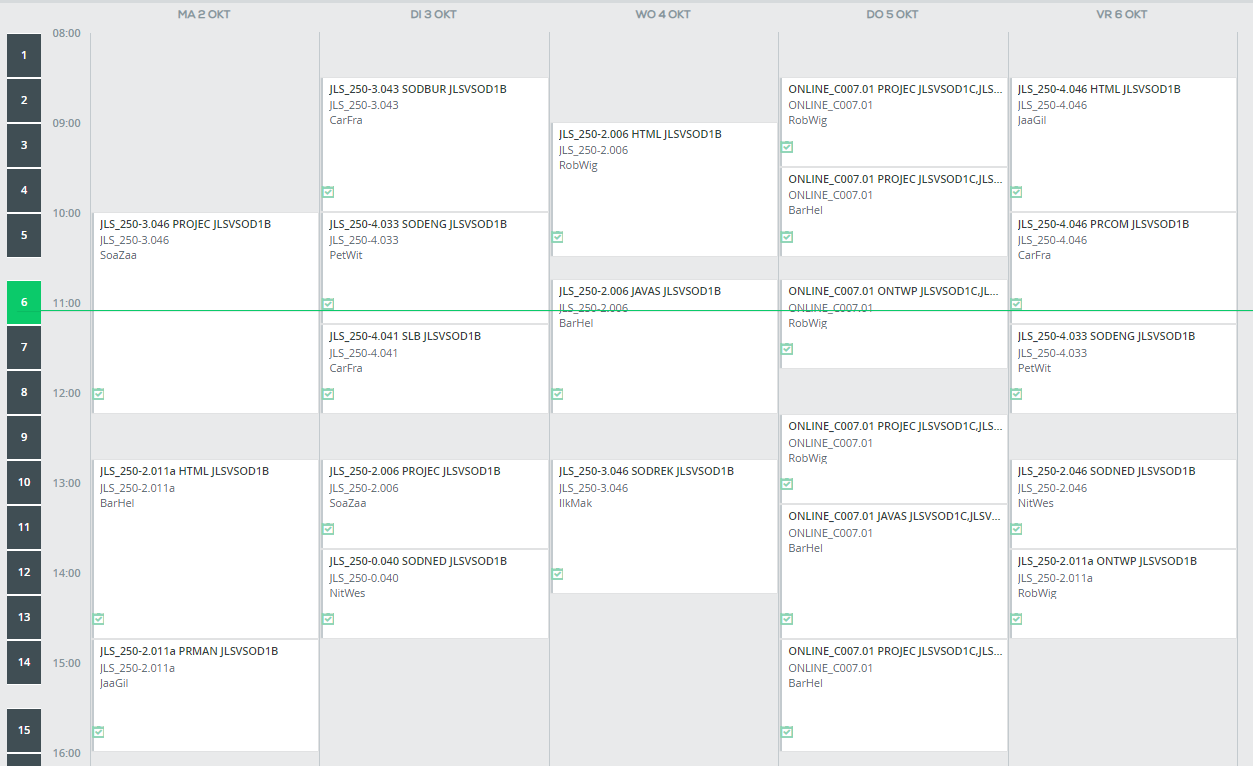 MA 2 OKT
DI 3 OKT
WO 4 OKT
DO 5 OKT
VR 6 OKT
1
2
3
4
5
6
7
8
9
10
11
12
13
14
15
08:00
09:00
10:00
11:00
12:00
13:00
14:00
15:00
16:00
JLS_250-3.046 PROJEC JLSVSOD1B
JLS_250-3.046
SoaZaa
JLS_250-2.011a HTML JLSVSOD1B
JLS_250-2.011a
BarHel
JLS_250-2.011a PRMAN JLSVSOD1B
JLS_250-2.011a
JaaGil
JLS_250-3.043 SODBUR JLSVSOD1B
JLS_250-3.043
CarFra
JLS_250-4.033 SODENG JLSVSOD1B
JLS_250-4.033
PetWit
JLS_250-4.041 SLB JLSVSOD1B
JLS_250-4.041
CarFra
JLS_250-2.006 PROJEC JLSVSOD1B
JLS_250-2.006
SoaZaa
JLS_250-0.040 SODNED JLSVSOD1B
JLS_250-0.040
NitWes
JLS_250-2.006 HTML JLSVSOD1B
JLS_250-2.006
RobWig
JLS_250-2.006 JAVAS JLSVSOD1B
JLS_250-2.006
BarHel
JLS_250-3.046 SODREK JLSVSOD1B
JLS_250-3.046
IlkMak
ONLINE_C007.01 PROJEC JLSVSOD1C,JLS...
ONLINE_C007.01
RobWig
ONLINE_C007.01 PROJEC JLSVSOD1C,JLS...
ONLINE_C007.01
BarHel
ONLINE_C007.01 ONTWP JLSVSOD1C,JL...
ONLINE_C007.01
RobWig
ONLINE_C007.01 PROJEC JLSVSOD1C,JLS...
ONLINE_C007.01
RobWig
ONLINE_C007.01 JAVAS JLSVSOD1C,JLSV...
ONLINE_C007.01
BarHel
ONLINE_C007.01 PROJEC JLSVSOD1C,JLS...
ONLINE_C007.01
BarHel
JLS_250-4.046 HTML JLSVSOD1B
JLS_250-4.046
JaaGil
JLS_250-4.046 PRCOM JLSVSOD1B
JLS_250-4.046
CarFra
JLS_250-4.033 SODENG JLSVSOD1B
JLS_250-4.033
PetWit
JLS_250-2.046 SODNED JLSVSOD1B
JLS_250-2.046
NitWes
JLS_250-2.011a ONTWP JLSVSOD1B
JLS_250-2.011a
RobWig